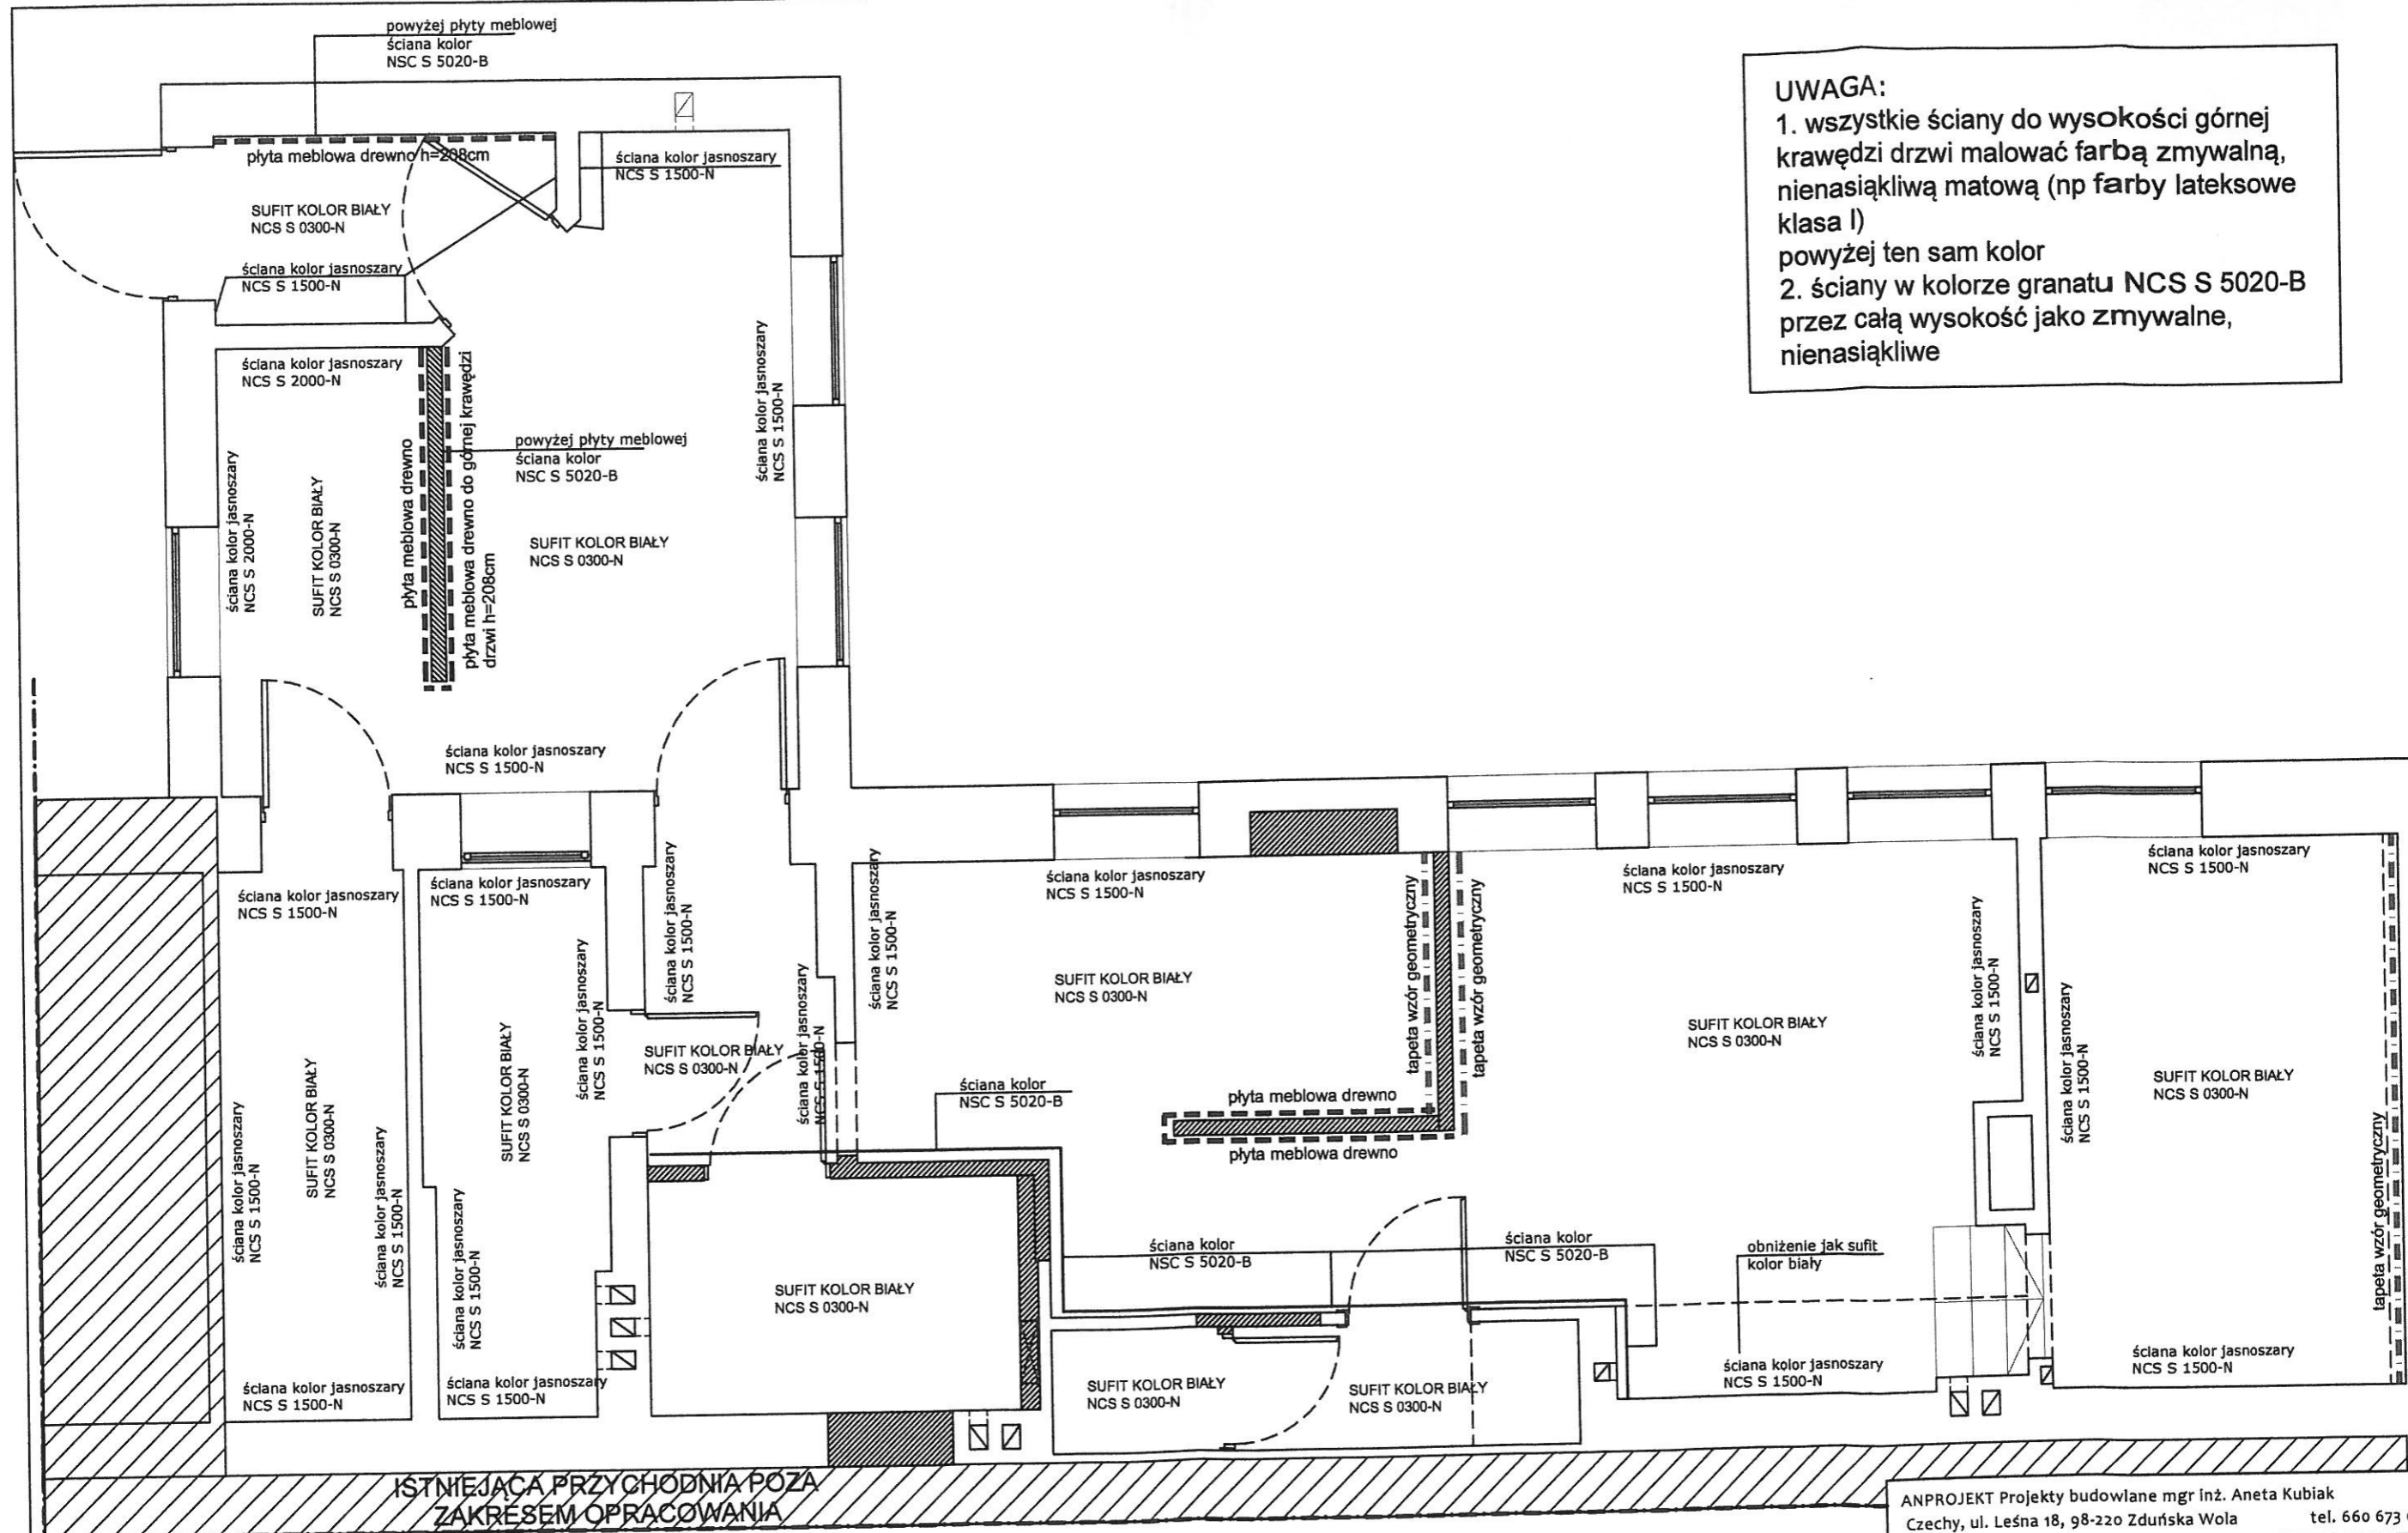 powyżej płyty meblowej
ściana kolor
NSC S 5020-B
UWAGA:
1. wszystkie ściany do wysokości górnej
krawędzi drzwi malować farbą zmywalną,
nienasiąkliwą matową (np farby lateksowe
klasa I)
powyżej ten sam kolor
2. ściany w kolorze granatu NCS S 5020-B
przez całą wysokość jako zmywalne,
nienasiąkliwe
płyta meblowa drewno h=208cm
ściana kolor jasnoszary
NCS S 1500-N
SUFIT KOLOR BIAŁY
NCS S 0300-N
ściana kolor jasnoszary
NCS S 1500-N
ściana kolor jasnoszary
NCS S 2000-N
ściana kolor jasnoszary
NCS S 2000-N
SUFIT KOLOR BIAŁY
NCS S 0300-N
płyta meblowa drewno
płyta meblowa drewno do górnej krawędzi
drzwi h=208cm
powyżej płyty meblowej
ściana kolor
NSC S 5020-B
SUFIT KOLOR BIAŁY
NCS S 0300-N
ściana kolor jasnoszary
NCS S 1500-N
ściana kolor jasnoszary
NCS S 1500-N
ściana kolor jasnoszary
NCS S 1500-N
ściana kolor jasnoszary
NCS S 1500-N
SUFIT KOLOR BIAŁY
NCS S 0300-N
ściana kolor jasnoszary
NCS S 1500-N
ściana kolor jasnoszary
NCS S 1500-N
ściana kolor jasnoszary
NCS S 1500-N
ściana kolor jasnoszary
NCS S 1500-N
SUFIT KOLOR BIAŁY
NCS S 0300-N
ściana kolor jasnoszary
NCS S 1500-N
ściana kolor jasnoszary
NCS S 1500-N
ściana kolor jasnoszary
NCS S 1500-N
SUFIT KOLOR BIAŁY
NCS S 0300-N
ściana kolor jasnoszary
NCS S 1500-N
ściana kolor jasnoszary
NCS S 1500-N
ściana kolor jasnoszary
NCS S 1500-N
SUFIT KOLOR BIAŁY
NCS S 0300-N
ściana kolor
NSC S 5020-B
tapeta wzór geometryczny
tapeta wzór geometryczny
płyta meblowa drewno
płyta meblowa drewno
ściana kolor jasnoszary
NCS S 1500-N
SUFIT KOLOR BIAŁY
NCS S 0300-N
ściana kolor jasnoszary
NCS S 1500-N
ściana kolor jasnoszary
NCS S 1500-N
ściana kolor jasnoszary
NCS S 1500-N
SUFIT KOLOR BIAŁY
NCS S 0300-N
tapeta wzór geometryczny
ściana kolor jasnoszary
NCS S 1500-N
SUFIT KOLOR BIAŁY
NCS S 0300-N
ściana kolor
NSC S 5020-B
ściana kolor
NSC S 5020-B
obniżenie jak sufit
kolor biały
SUFIT KOLOR BIAŁY
NCS S 0300-N
SUFIT KOLOR BIAŁY
NCS S 0300-N
ściana kolor jasnoszary
NCS S 1500-N
ISTNIEJĄCA PRZYCHODNIA POZA
ZAKRESEM OPRACOWANIA
ANPROJEKT Projekty budowlane mgr inż. Aneta Kubiak
Czechy, ul. Leśna 18, 98-220 Zduńska Wola tel. 660 673